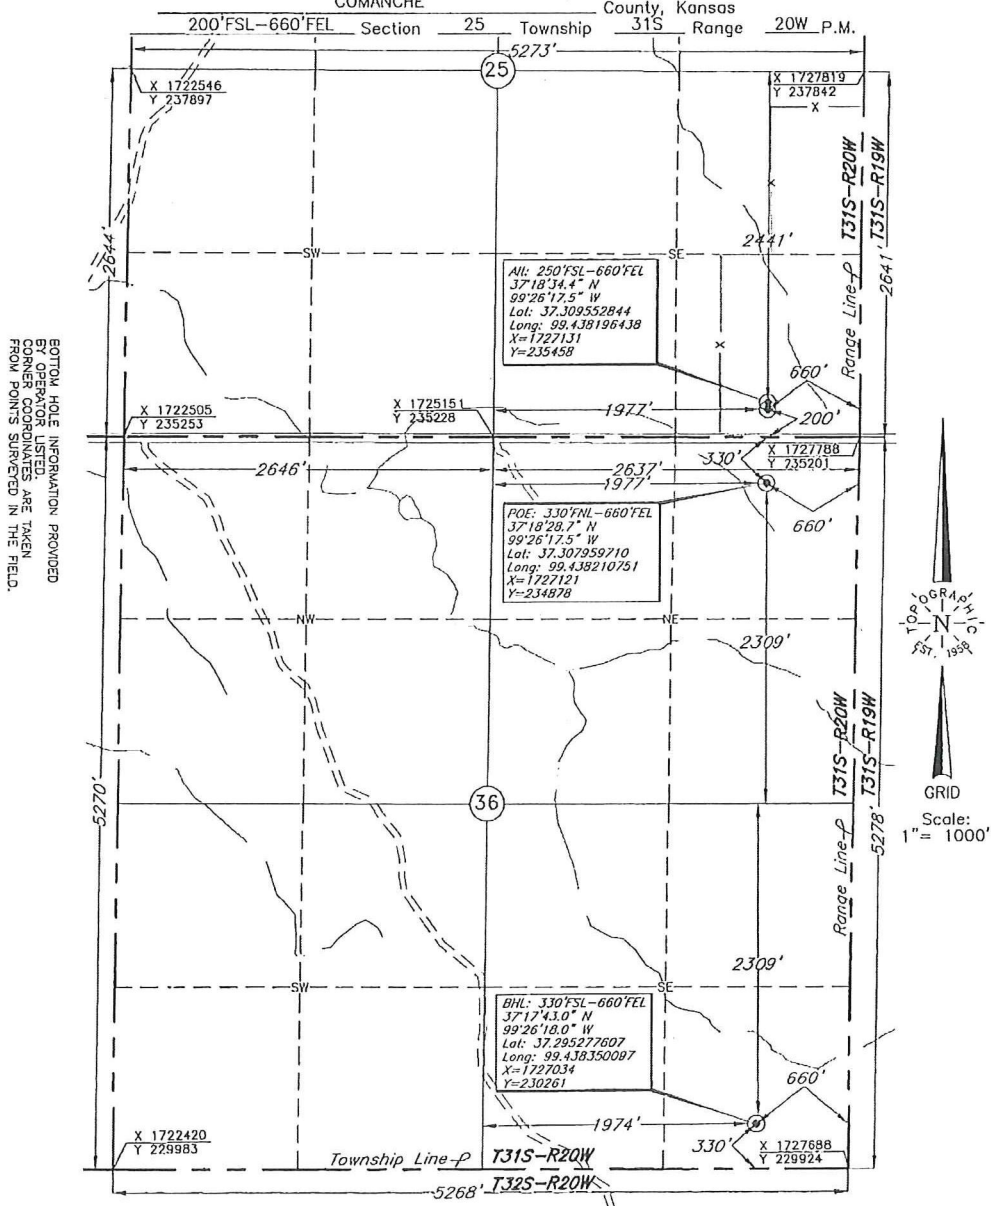 COMANCHE County, Kansas
200'FSL-660'FEL Section 25 Township 31S Range 20W P.M.
5273'
25
X 1722546
Y 237897
X 1727819
Y 237842
X
X
2644'
SW
SE
2441'
T31S-R20W
T31S-R19W
Range Line
2641'
Alt: 250'FSL-660'FEL
37°18'34.4" N
99°26'17.5" W
Lat: 37.309552844
Long: 99.438196438
X=1727131
Y=235458
X
660'
200'
X 1722505
Y 235253
X 1725151
Y 235228
1977'
330'
X 1727788
Y 235201
2646'
2637'
1977'
660'
POE: 330'FNL-660'FEL
37°18'28.7" N
99°26'17.5" W
Lat: 37.307959710
Long: 99.438210751
X=1727121
Y=234878
BOTTOM HOLE INFORMATION PROVIDED
BY OPERATOR LISTED.
CORNER COORDINATES ARE TAKEN
FROM POINTS SURVEYED IN THE FIELD.
TOPOGRAPHIC
N
EST. 1958
NW
NE
2309'
T31S-R20W
T31S-R19W
GRID
Scale:
1"= 1000'
36
5270'
5278'
Range Line
2309'
SW
SE
BHL: 330'FSL-660'FEL
37°17'43.0" N
99°26'18.0" W
Lat: 37.295277607
Long: 99.438350097
X=1727034
Y=230261
660'
1974'
330'
X 1722420
Y 229983
X 1727688
Y 229924
Township Line T31S-R20W
T32S-R20W
5268'